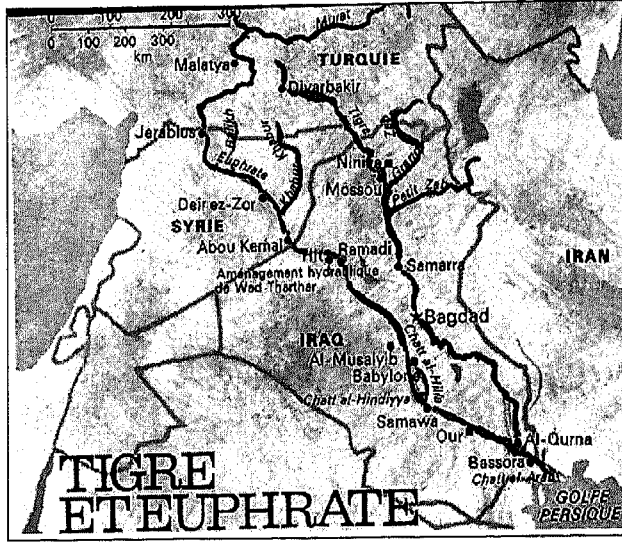 0 100 200 300
0 100 200 300
km
Murat
TURQUIE
Malatya
Diyarbakir
Jerablus
Balikh
Khabour
Tigre
Grand Zab
Euphrate
Ninive
Mossoul
Petit Zab
Deir ez-Zor
SYRIE
Abou Kemal
Hit
Ramadi
Samarra
IRAN
Aménagement hydraulique
de Wad Tharthar
Bagdad
IRAQ
Chatt al-Hilla
Al-Musayib
Babylone
Chatt al-Hindiyya
Samawa
Our
Al-Qurna
Bassora
Chatt el-Arab
GOLFE
PERSIQUE
TIGRE
ET EUPHRATE